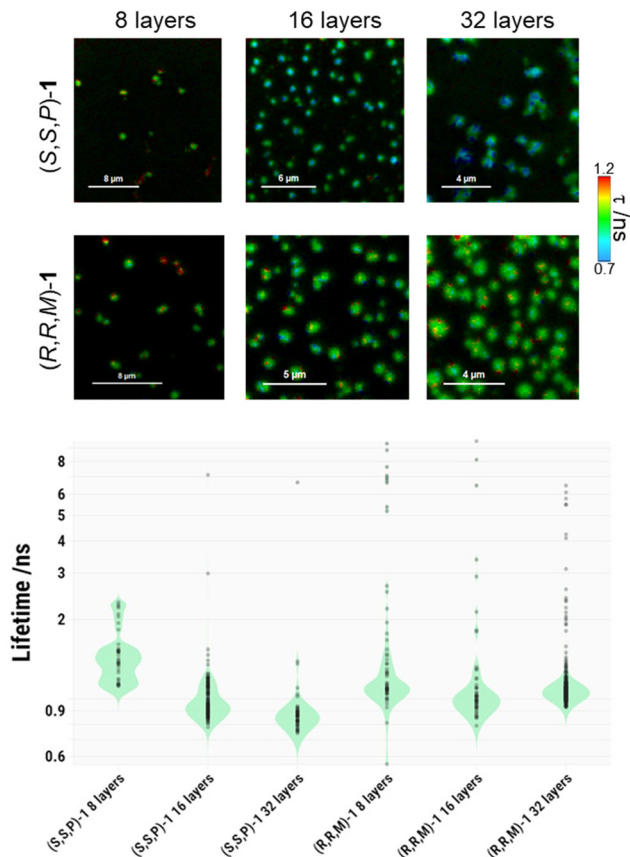 8 layers 16 layers 32 layers
(S,S,P)-1
8 µm 6 µm 4 µm
1.2
τ /ns
0.7
(R,R,M)-1
8 µm 5 µm 4 µm
Lifetime /ns
8
6
5
4
3
2
0.9
0.6
(S,S,P)-1 8 layers
(S,S,P)-1 16 layers
(S,S,P)-1 32 layers
(R,R,M)-1 8 layers
(R,R,M)-1 16 layers
(R,R,M)-1 32 layers